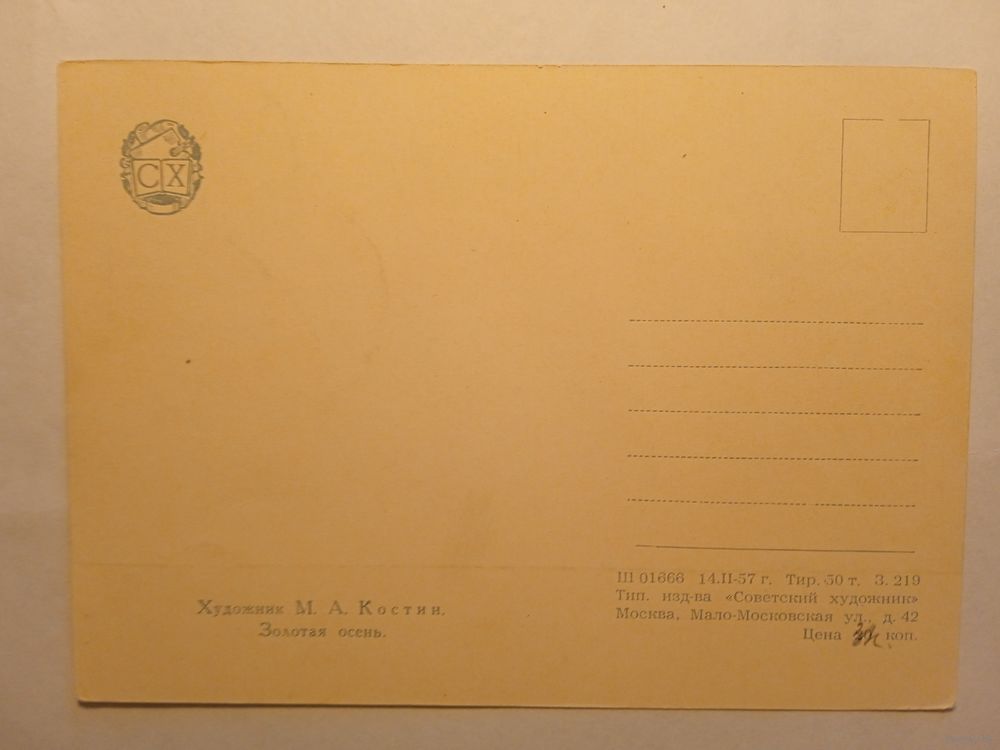 СХ
Художник М. А. Костин.
Золотая осень.
Ш 01666 14.II-57 г. Тир. 50 т. З. 219
Тип. изд-ва «Советский художник»
Москва, Мало-Московская ул., д. 42
Цена коп.